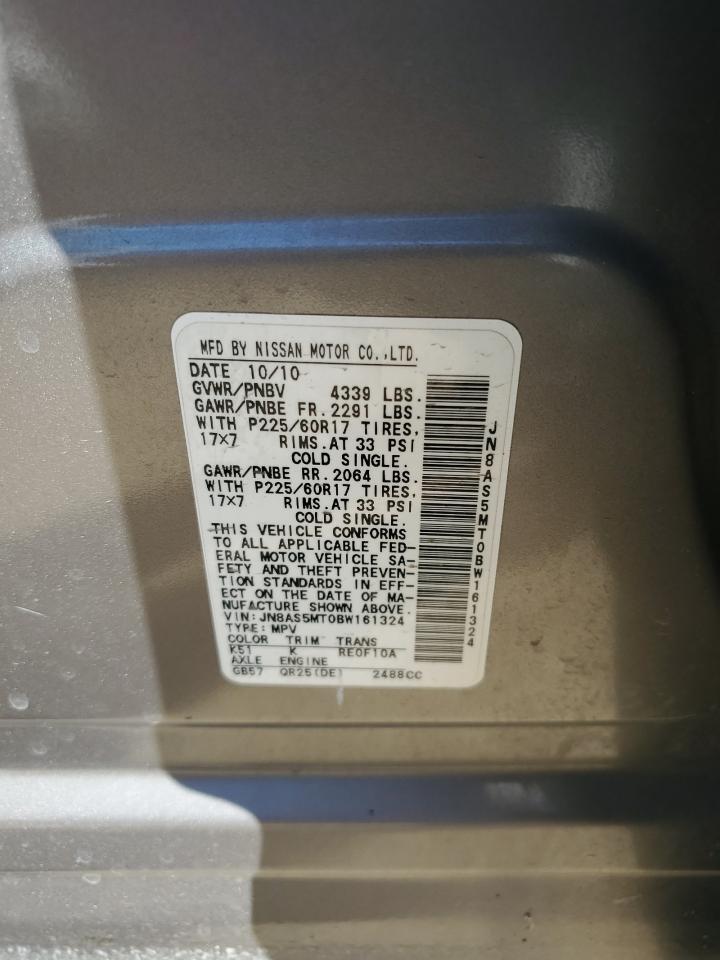 MFD BY NISSAN MOTOR CO.,LTD.
DATE 10/10
GVWR/PNBV 4339 LBS.
GAWR/PNBE FR.2291 LBS.
WITH P225/60R17 TIRES,
17×7 RIMS.AT 33 PSI
COLD SINGLE.
GAWR/PNBE RR.2064 LBS.
WITH P225/60R17 TIRES,
17×7 RIMS.AT 33 PSI
COLD SINGLE.
THIS VEHICLE CONFORMS
TO ALL APPLICABLE FED-
ERAL MOTOR VEHICLE SA-
FETY AND THEFT PREVEN-
TION STANDARDS IN EFF-
ECT ON THE DATE OF MA-
NUFACTURE SHOWN ABOVE.
VIN:JN8AS5MT0BW161324
TYPE:MPV
COLOR TRIM TRANS
K51 K RE0F10A
AXLE ENGINE
GB57 QR25(DE) 2488CC
JN8AS5MT0BW161324